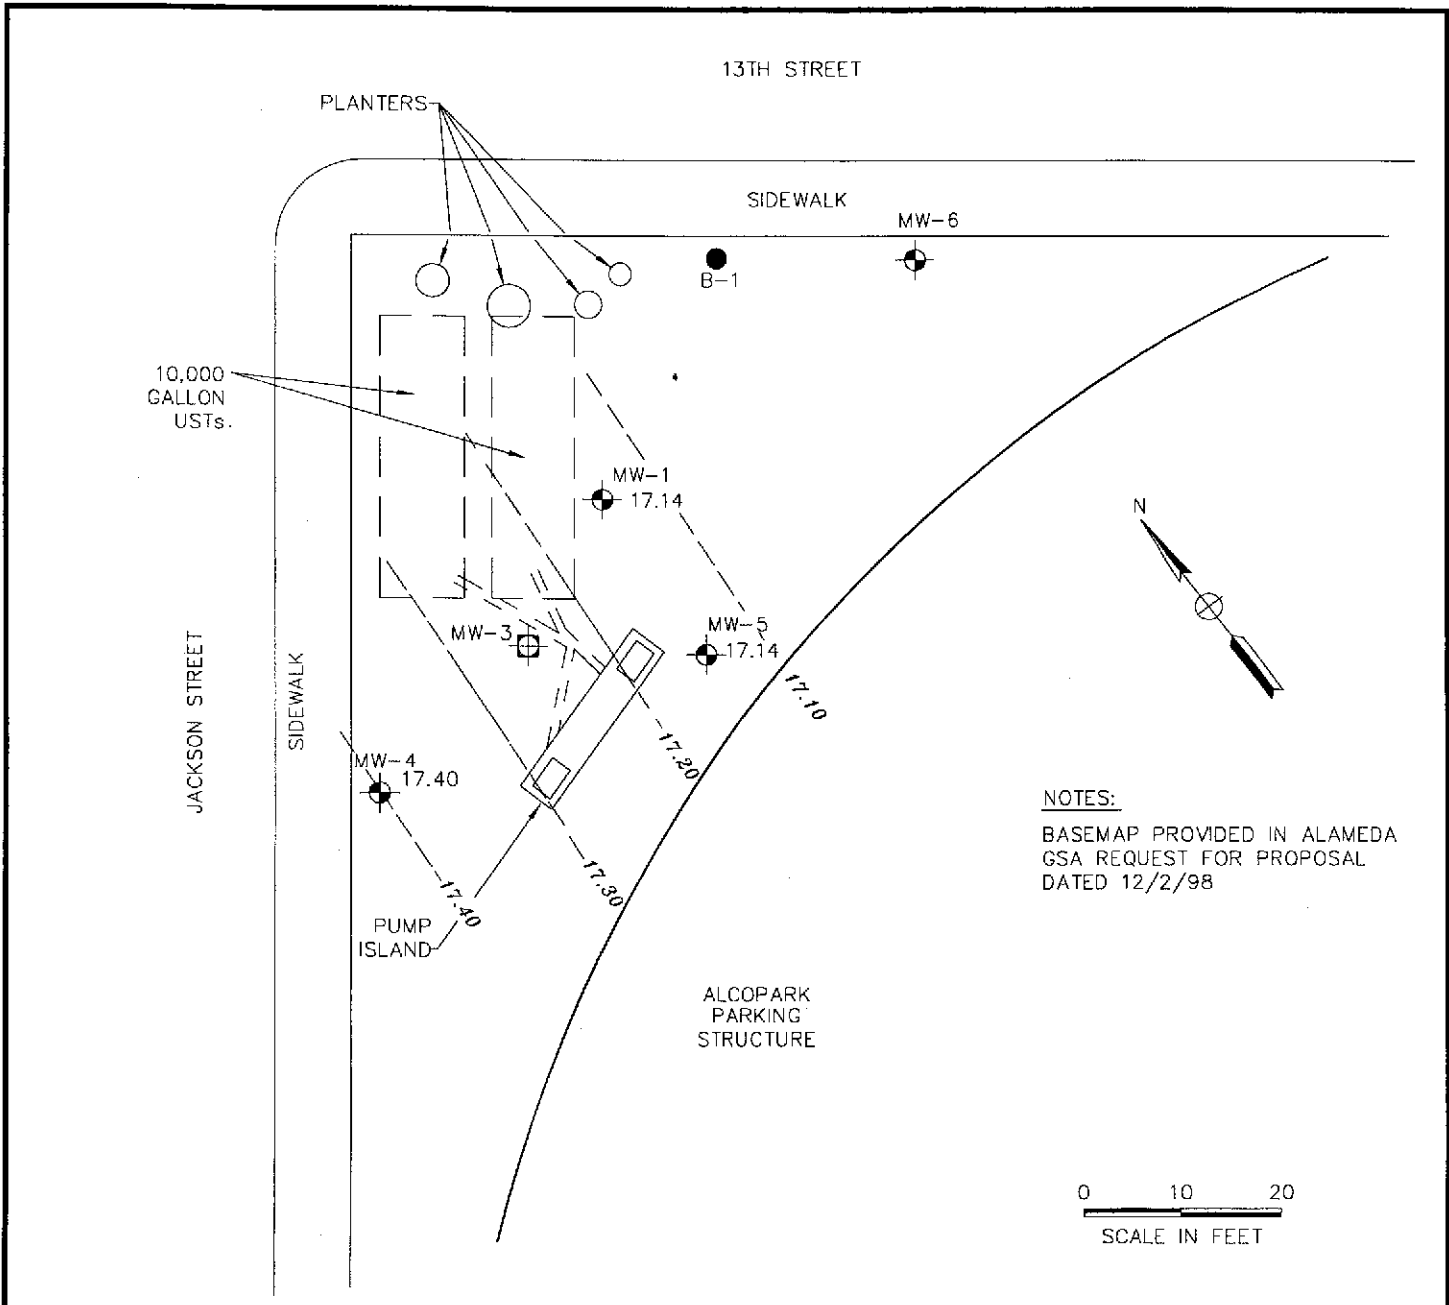 13TH STREET
PLANTERS
SIDEWALK
MW-6
B-1
10,000
GALLON
USTs.
MW-1
17.14
N
MW-3
MW-5
17.14
JACKSON STREET
SIDEWALK
17.10
17.20
MW-4
17.40
17.30
17.40
NOTES:
BASEMAP PROVIDED IN ALAMEDA
GSA REQUEST FOR PROPOSAL
DATED 12/2/98
PUMP
ISLAND
ALCOPARK
PARKING
STRUCTURE
0 10 20
SCALE IN FEET